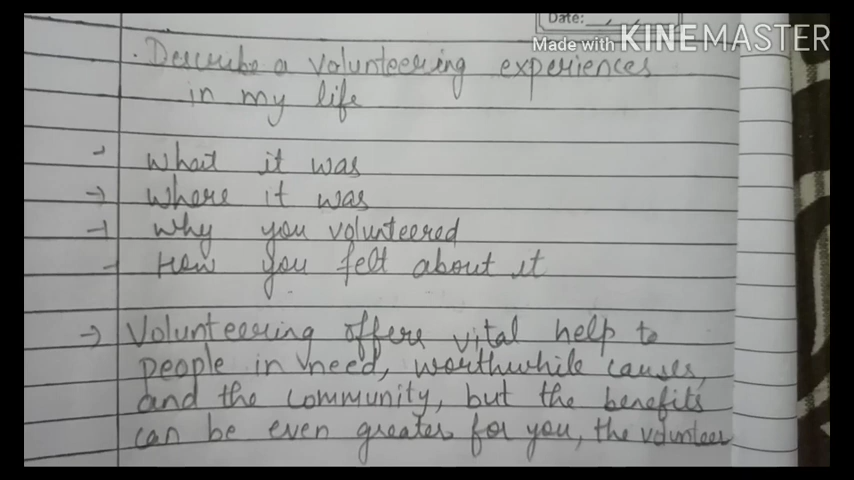 Date:
Made with KINEMASTER
. Describe a volunteering experiences
in my life
→ What it was
→ Where it was
→ Why you volunteered
→ How you felt about it
→ Volunteering offers vital help to
people in need, worthwhile causes,
and the community, but the benefits
can be even greater for you, the volunteer